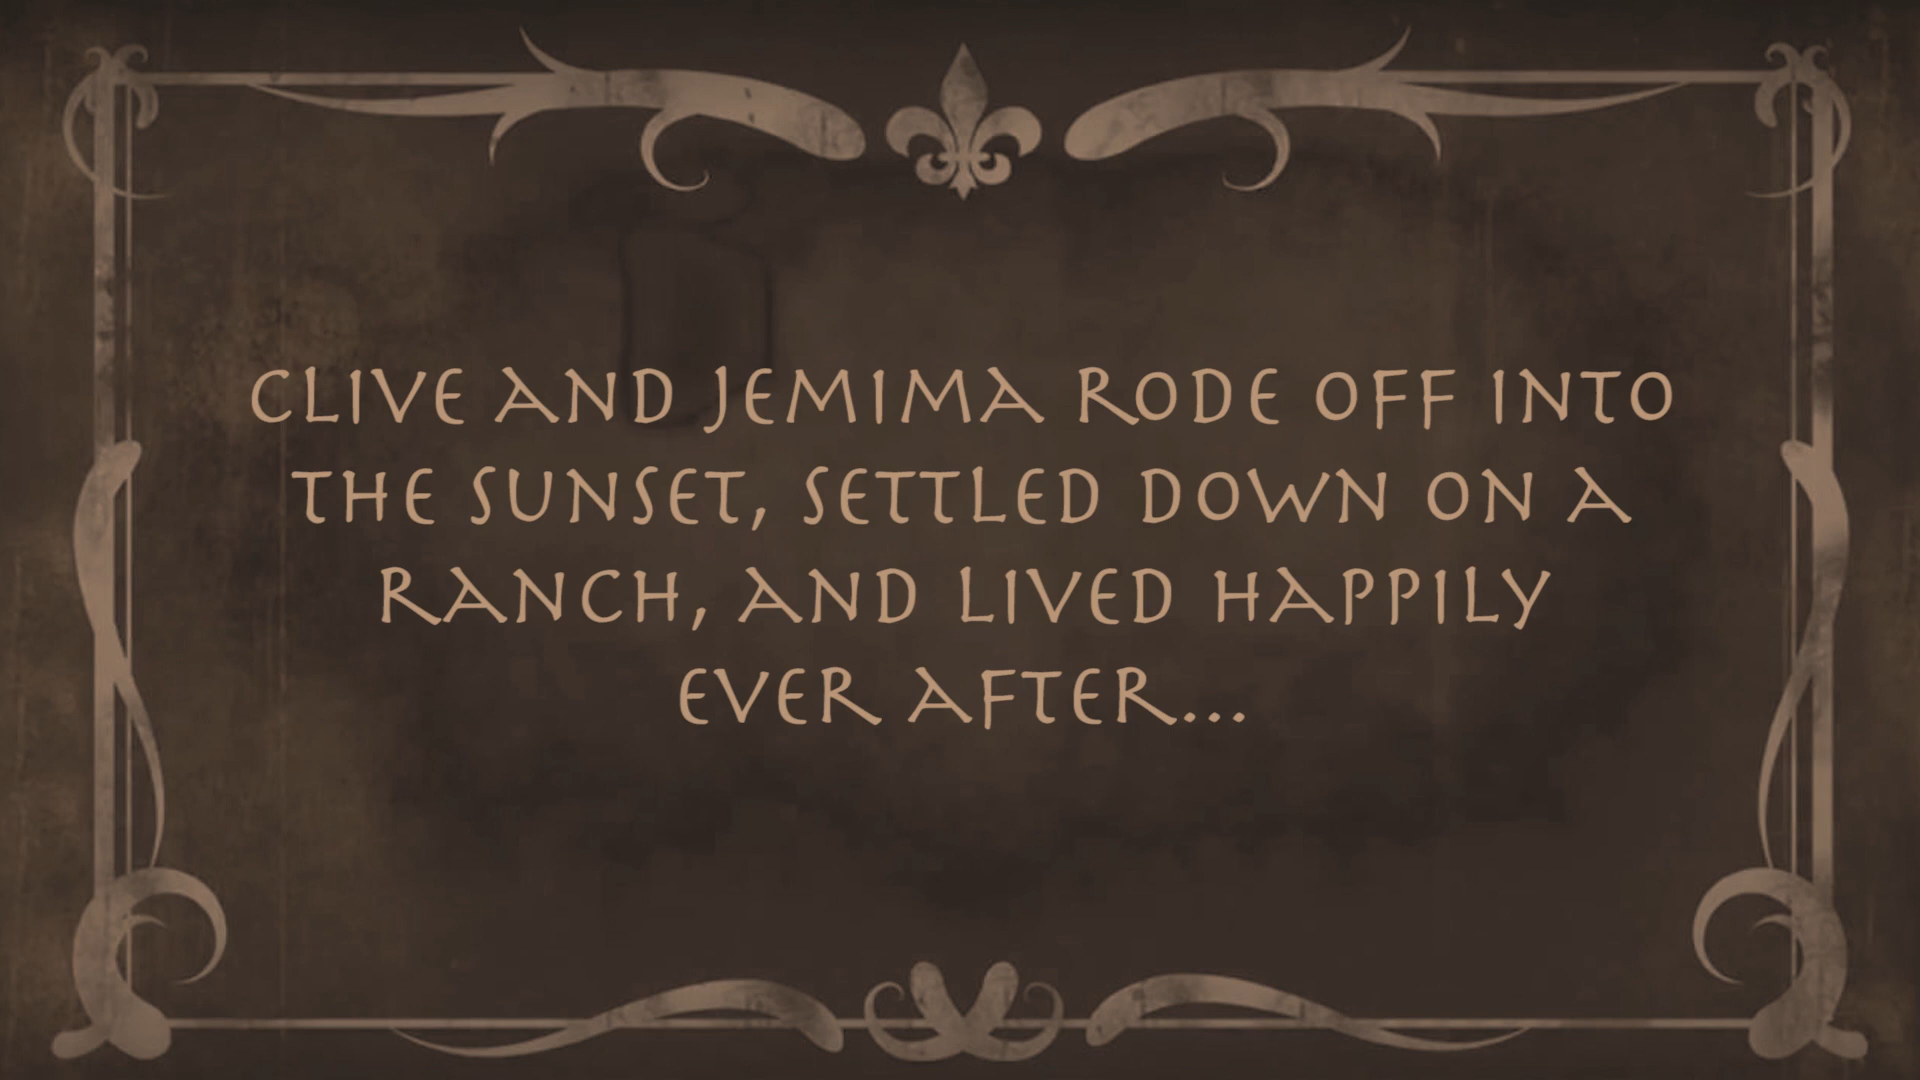 CLIVE AND JEMIMA RODE OFF INTO
THE SUNSET, SETTLED DOWN ON A
RANCH, AND LIVED HAPPILY
EVER AFTER...